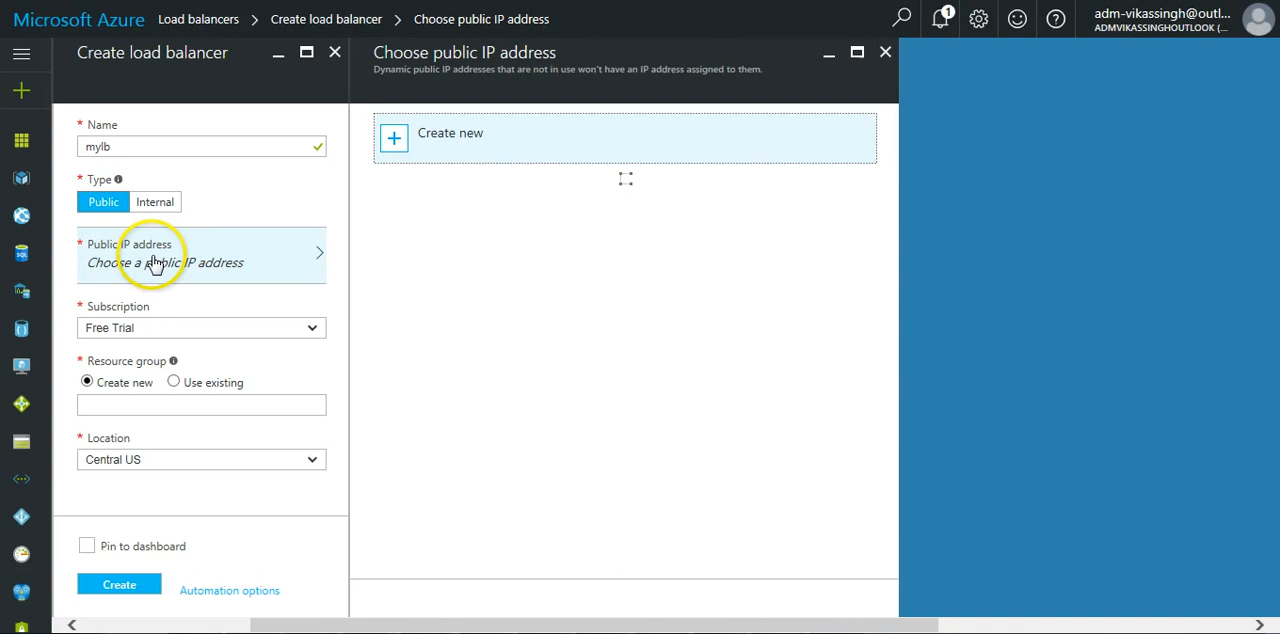 Microsoft Azure Load balancers > Create load balancer > Choose public IP address 1 adm-vikassingh@outl...
ADMVIKASSINGHOUTLOOK (...
Create load balancer
Choose public IP address
Dynamic public IP addresses that are not in use won't have an IP address assigned to them.
* Name
mylb
* Type
Public Internal
* Public IP address
Choose a public IP address
* Subscription
Free Trial
* Resource group
Create new Use existing
* Location
Central US
Pin to dashboard
Create Automation options
Create new
SQL